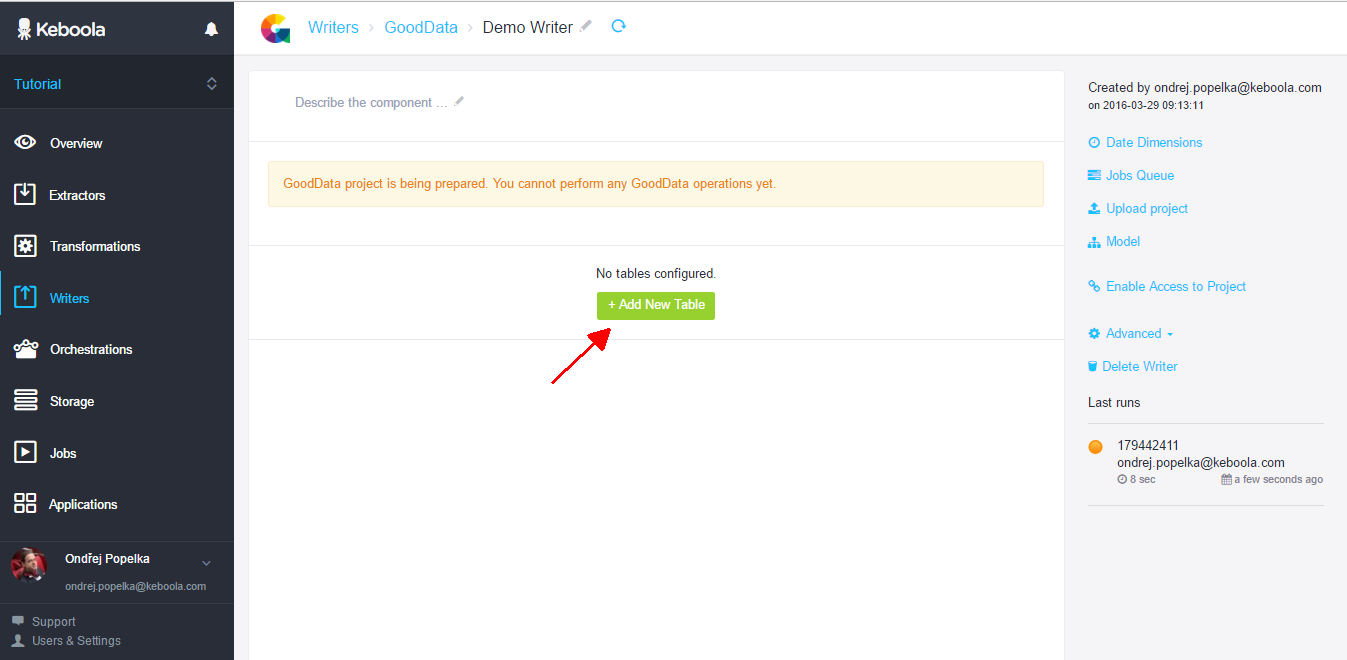 Keboola
Tutorial
Overview
Extractors
Transformations
Writers
Orchestrations
Storage
Jobs
Applications
Ondřej Popelka
ondrej.popelka@keboola.com
Support
Users & Settings
Writers › GoodData › Demo Writer
Describe the component ...
GoodData project is being prepared. You cannot perform any GoodData operations yet.
No tables configured.
+ Add New Table
Created by ondrej.popelka@keboola.com
on 2016-03-29 09:13:11
Date Dimensions
Jobs Queue
Upload project
Model
Enable Access to Project
Advanced
Delete Writer
Last runs
179442411
ondrej.popelka@keboola.com
8 sec a few seconds ago